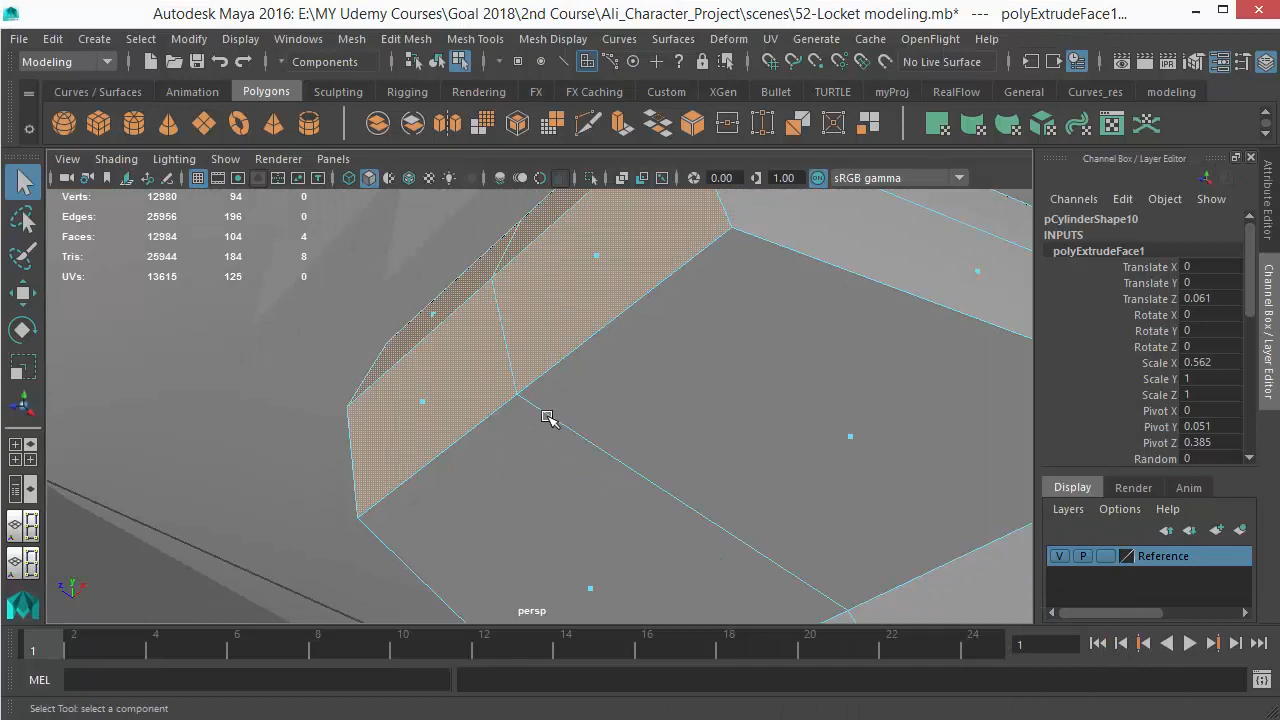 Autodesk Maya 2016: E:\MY Udemy Courses\Goal 2018\2nd Course\Ali_Character_Project\scenes\52-Locket modeling.mb* --- polyExtrudeFace1...
File Edit Create Select Modify Display Windows Mesh Edit Mesh Mesh Tools Mesh Display Curves Surfaces Deform UV Generate Cache OpenFlight Help
Modeling Components No Live Surface
Curves / Surfaces Animation Polygons Sculpting Rigging Rendering FX FX Caching Custom XGen Bullet TURTLE myProj RealFlow General Curves_res modeling
View Shading Lighting Show Renderer Panels
0.00 1.00 ON sRGB gamma
Verts: 12980 94 0
Edges: 25956 196 0
Faces: 12984 104 4
Tris: 25944 184 8
UVs: 13615 125 0
z y x
persp
Channel Box / Layer Editor
Channels Edit Object Show
pCylinderShape10
INPUTS
polyExtrudeFace1
Translate X 0
Translate Y 0
Translate Z 0.061
Rotate X 0
Rotate Y 0
Rotate Z 0
Scale X 0.562
Scale Y 1
Scale Z 1
Pivot X 0
Pivot Y 0.051
Pivot Z 0.385
Random 0
Attribute Editor
Channel Box / Layer Editor
Display Render Anim
Layers Options Help
V P Reference
1 2 4 6 8 10 12 14 16 18 20 22 24 1
MEL
Select Tool: select a component